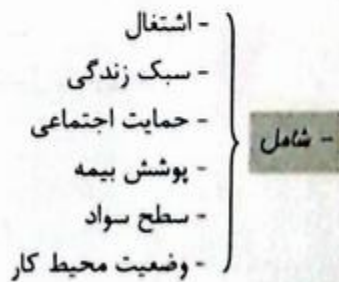 - شامل
- اشتغال
- سبک زندگی
- حمایت اجتماعی
- پوشش بیمه
- سطح سواد
- وضعیت محیط کار